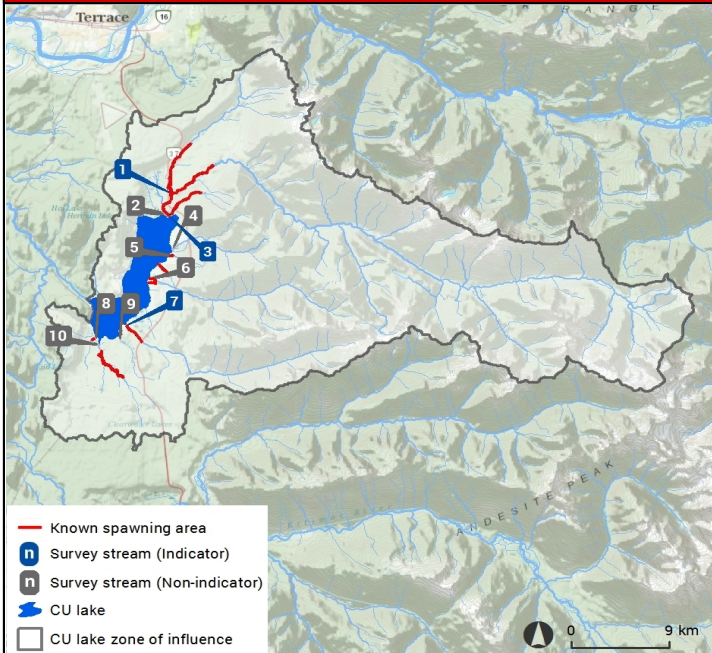 RANGE
Terrace
16
37
1
2
4
5
3
6
7
8
9
10
ANDESITE PEAK
Known spawning area
n Survey stream (Indicator)
n Survey stream (Non-indicator)
CU lake
CU lake zone of influence
0 9 km